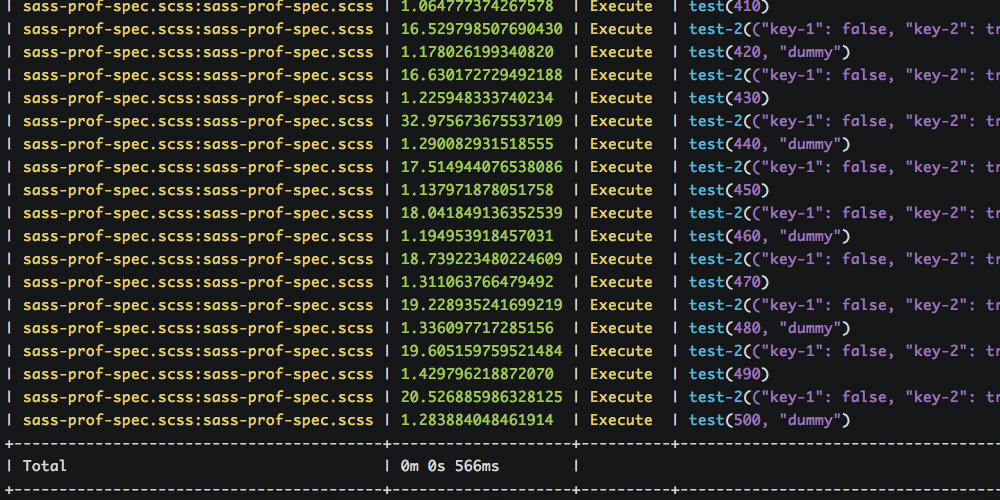 | sass-prof-spec.scss:sass-prof-spec.scss | 1.064777374267578 | Execute | test(410)
| sass-prof-spec.scss:sass-prof-spec.scss | 16.529798507690430 | Execute | test-2(("key-1": false, "key-2": tr
| sass-prof-spec.scss:sass-prof-spec.scss | 1.178026199340820 | Execute | test(420, "dummy")
| sass-prof-spec.scss:sass-prof-spec.scss | 16.630172729492188 | Execute | test-2(("key-1": false, "key-2": tr
| sass-prof-spec.scss:sass-prof-spec.scss | 1.225948333740234 | Execute | test(430)
| sass-prof-spec.scss:sass-prof-spec.scss | 32.975673675537109 | Execute | test-2(("key-1": false, "key-2": tr
| sass-prof-spec.scss:sass-prof-spec.scss | 1.290082931518555 | Execute | test(440, "dummy")
| sass-prof-spec.scss:sass-prof-spec.scss | 17.514944076538086 | Execute | test-2(("key-1": false, "key-2": tr
| sass-prof-spec.scss:sass-prof-spec.scss | 1.137971878051758 | Execute | test(450)
| sass-prof-spec.scss:sass-prof-spec.scss | 18.041849136352539 | Execute | test-2(("key-1": false, "key-2": tr
| sass-prof-spec.scss:sass-prof-spec.scss | 1.194953918457031 | Execute | test(460, "dummy")
| sass-prof-spec.scss:sass-prof-spec.scss | 18.739223480224609 | Execute | test-2(("key-1": false, "key-2": tr
| sass-prof-spec.scss:sass-prof-spec.scss | 1.311063766479492 | Execute | test(470)
| sass-prof-spec.scss:sass-prof-spec.scss | 19.228935241699219 | Execute | test-2(("key-1": false, "key-2": tr
| sass-prof-spec.scss:sass-prof-spec.scss | 1.336097717285156 | Execute | test(480, "dummy")
| sass-prof-spec.scss:sass-prof-spec.scss | 19.605159759521484 | Execute | test-2(("key-1": false, "key-2": tr
| sass-prof-spec.scss:sass-prof-spec.scss | 1.429796218872070 | Execute | test(490)
| sass-prof-spec.scss:sass-prof-spec.scss | 20.526885986328125 | Execute | test-2(("key-1": false, "key-2": tr
| sass-prof-spec.scss:sass-prof-spec.scss | 1.283884048461914 | Execute | test(500, "dummy")
+-----------------------------------------+--------------------+----------+------------------------------------
| Total | 0m 0s 566ms |
+-----------------------------------------+--------------------+----------+------------------------------------